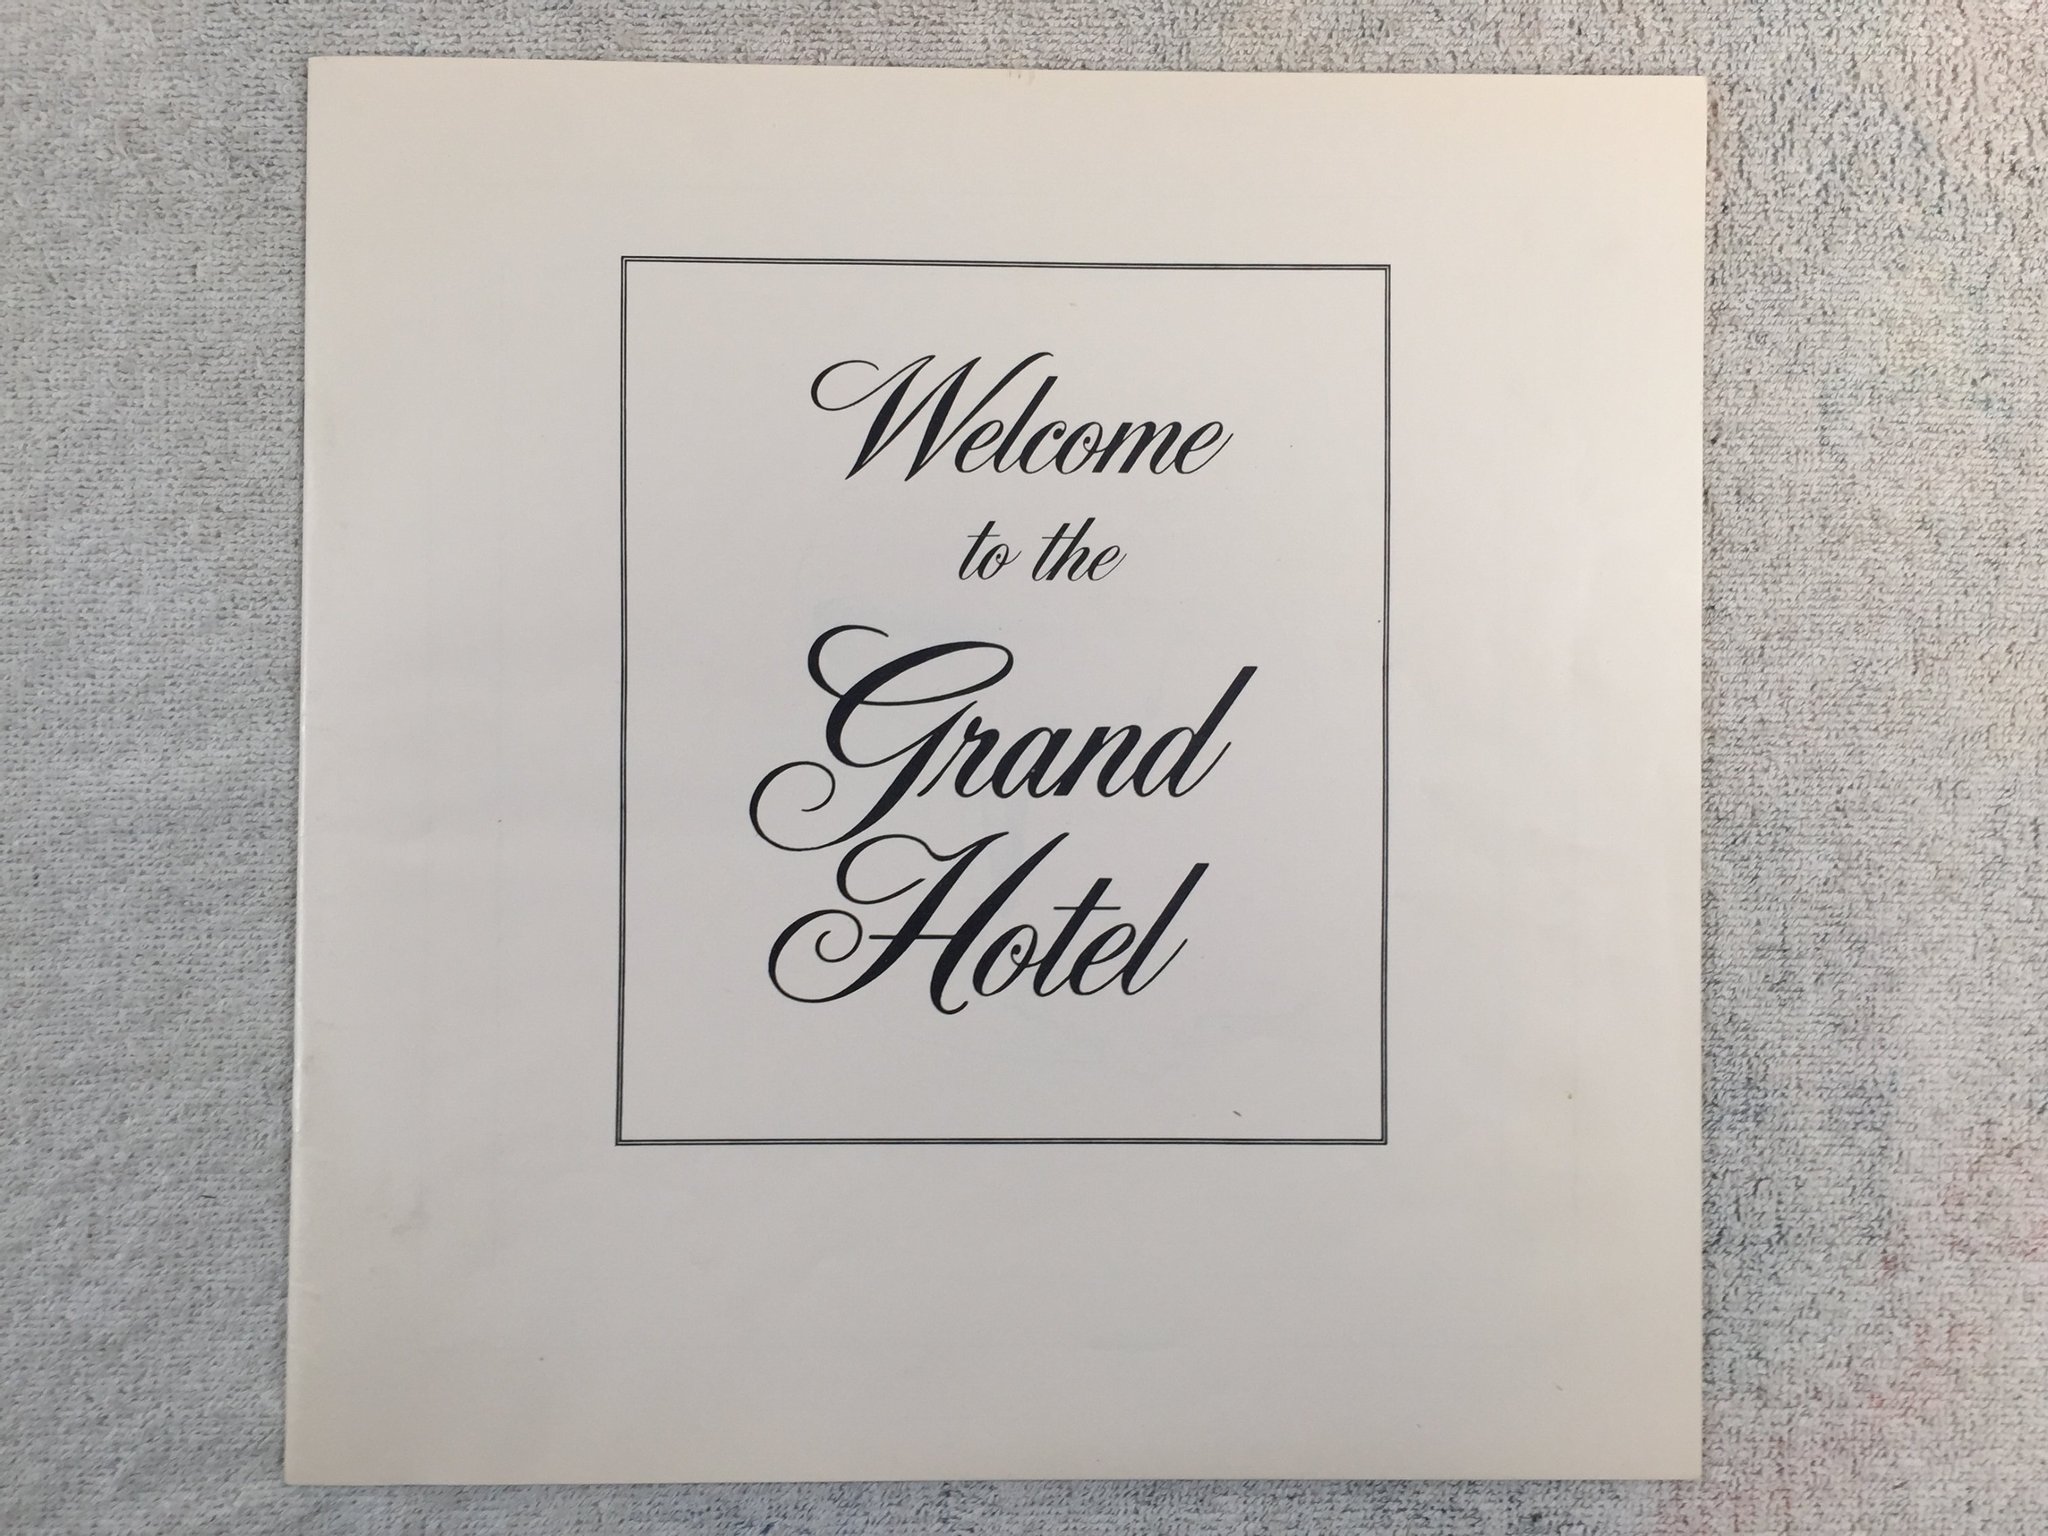 Welcome
to the
Grand
Hotel